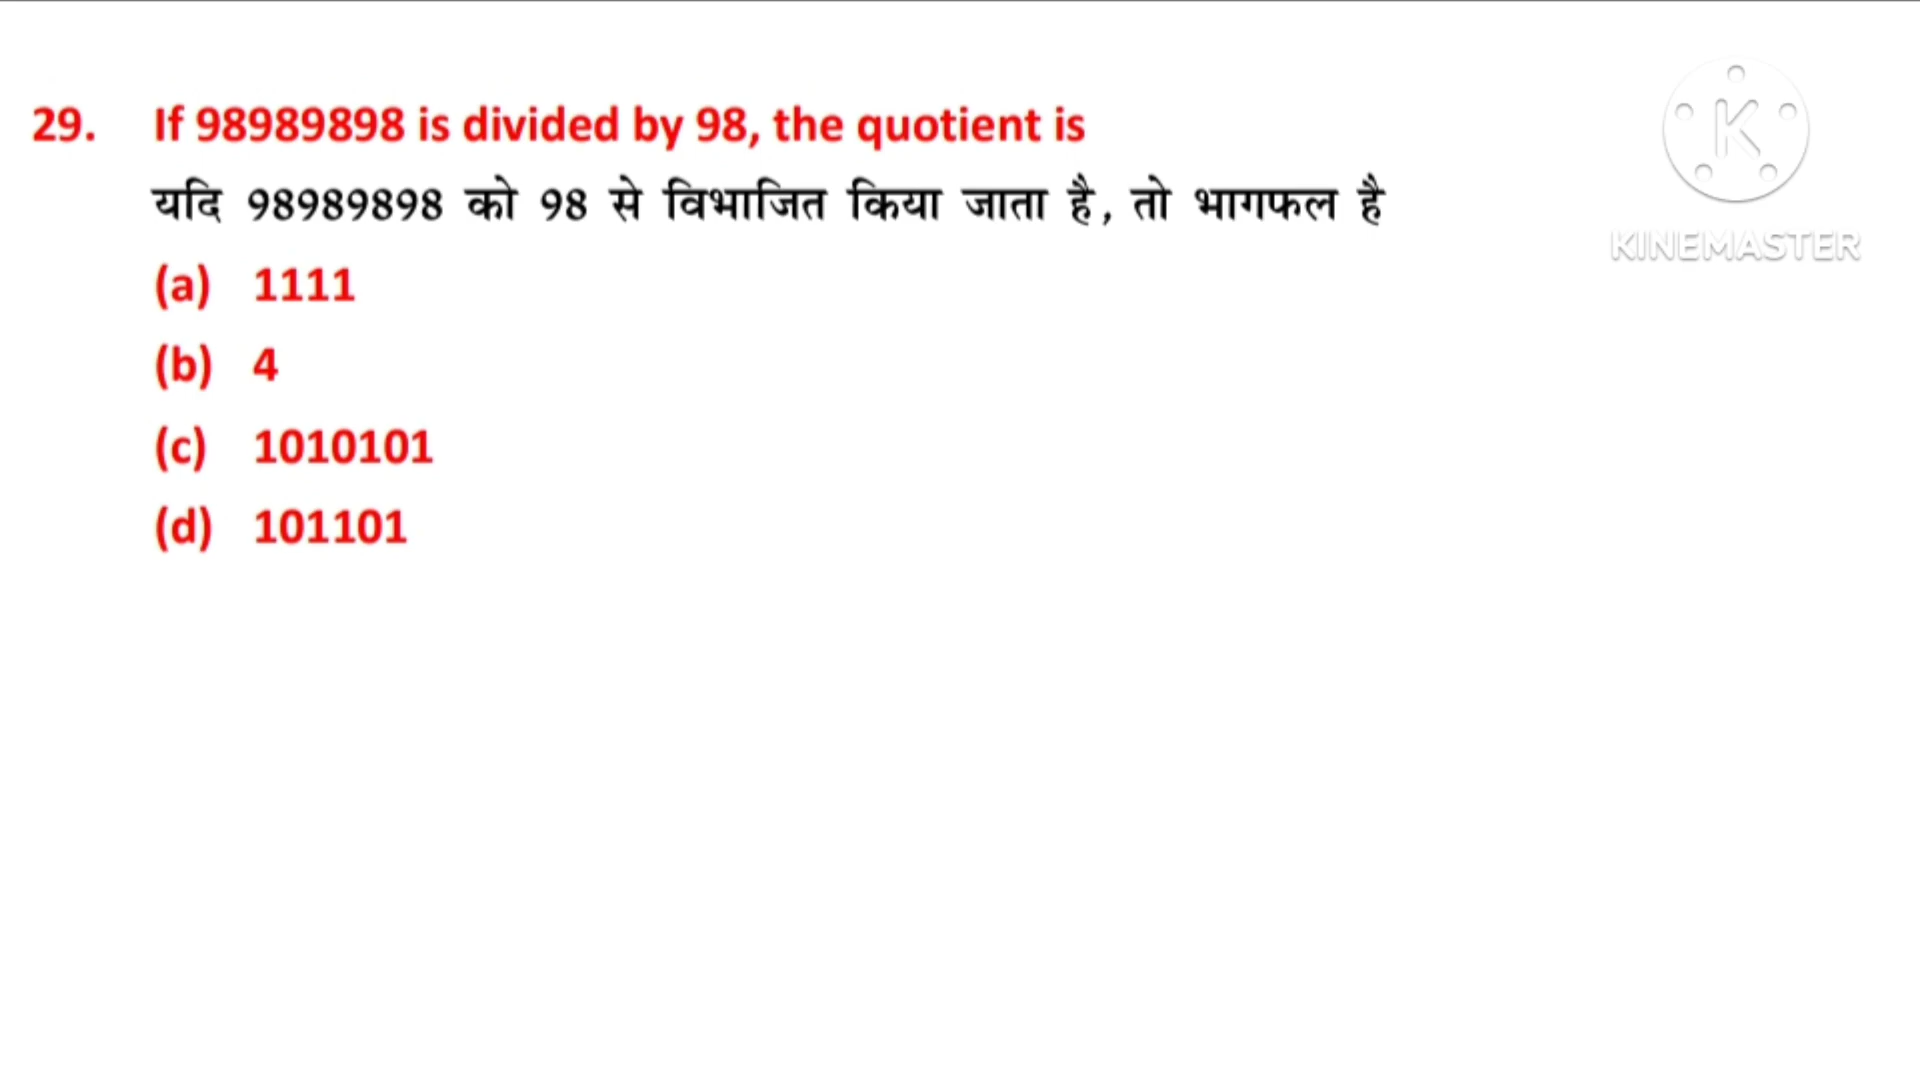 29. If 98989898 is divided by 98, the quotient is
यदि 98989898 को 98 से विभाजित किया जाता है, तो भागफल है
(a) 1111
(b) 4
(c) 1010101
(d) 101101
K
KINEMASTER